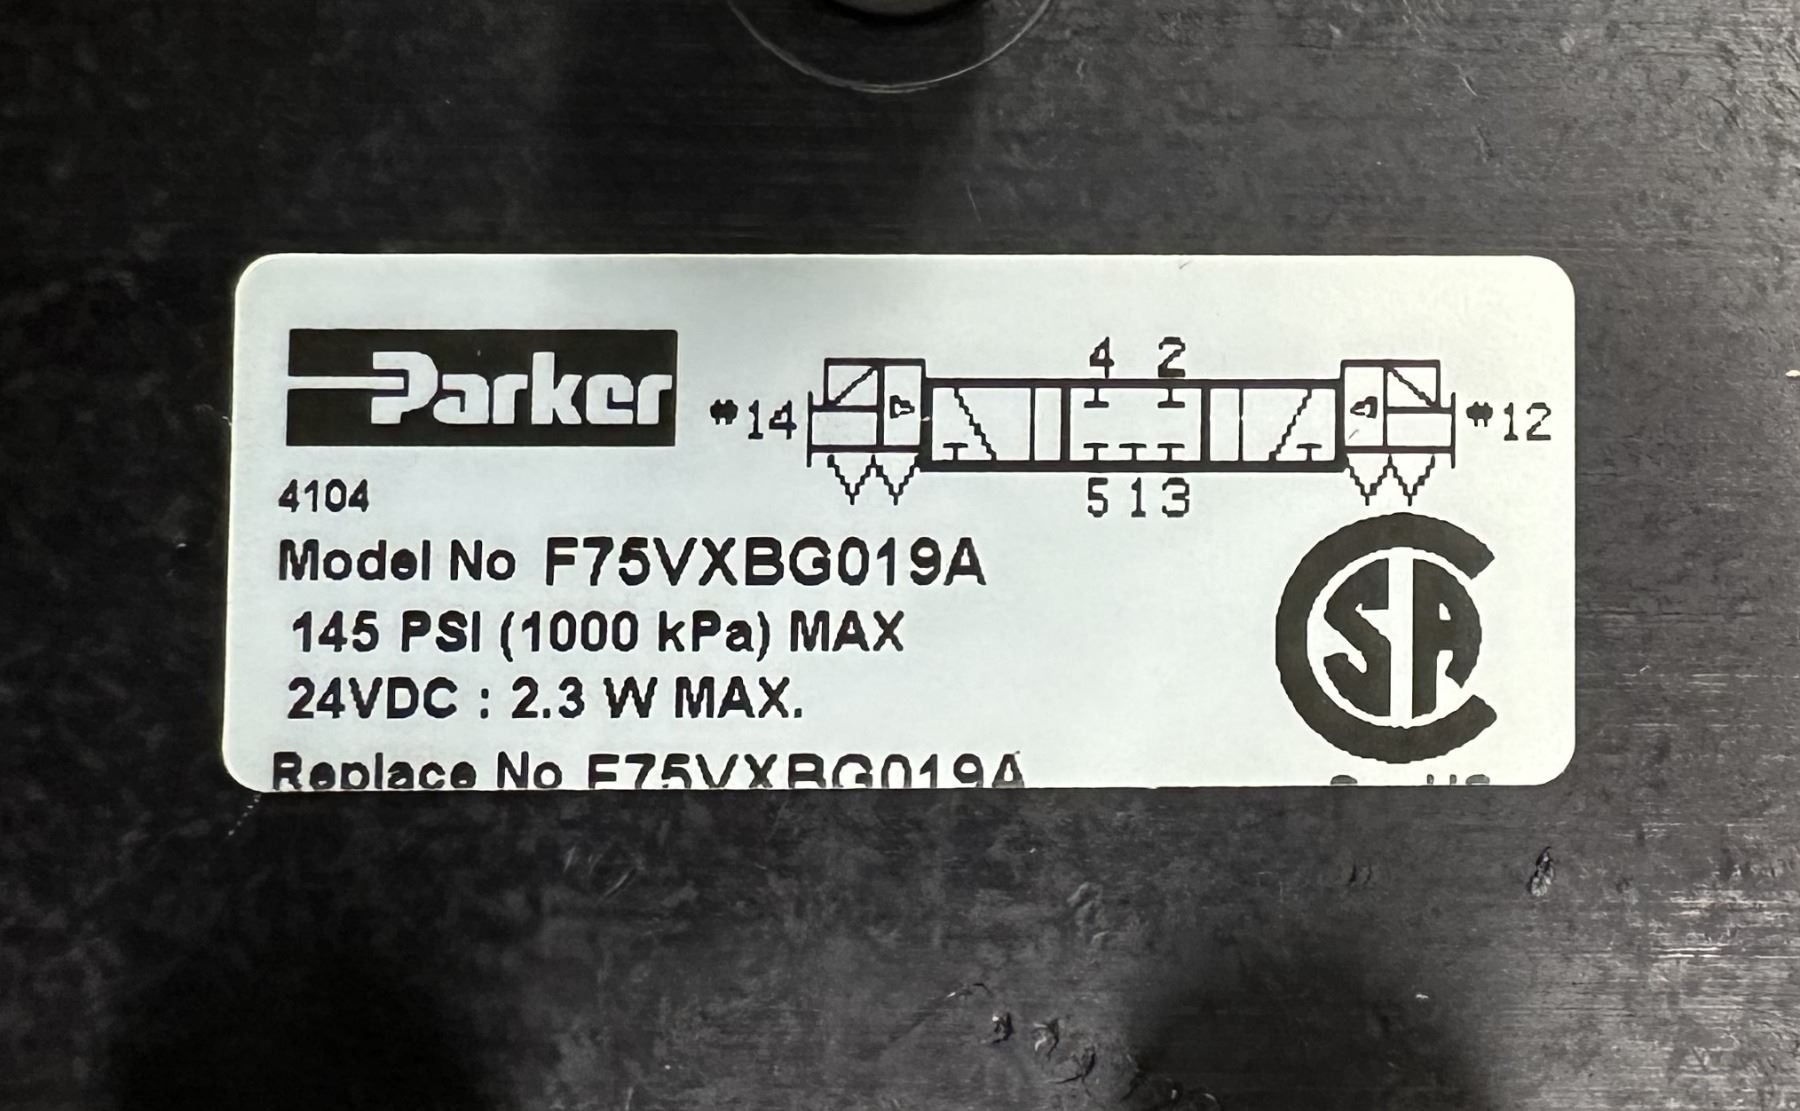 Parker
4 2
#14
#12
5 1 3
4104
Model No F75VXBG019A
145 PSI (1000 kPa) MAX
24VDC : 2.3 W MAX.
Replace No F75VXBG019A
CSA